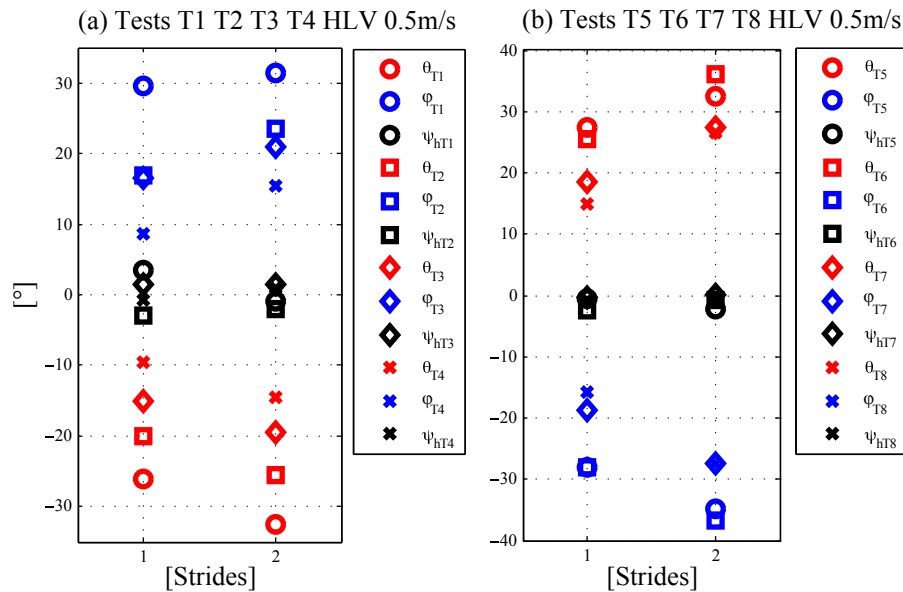 (a) Tests T1 T2 T3 T4 HLV 0.5m/s
[°]
30
20
10
0
−10
−20
−30
1 2
[Strides]
θT1
φT1
ψhT1
θT2
φT2
ψhT2
θT3
φT3
ψhT3
θT4
φT4
ψhT4
(b) Tests T5 T6 T7 T8 HLV 0.5m/s
40
30
20
10
0
−10
−20
−30
−40
1 2
[Strides]
θT5
φT5
ψhT5
θT6
φT6
ψhT6
θT7
φT7
ψhT7
θT8
φT8
ψhT8